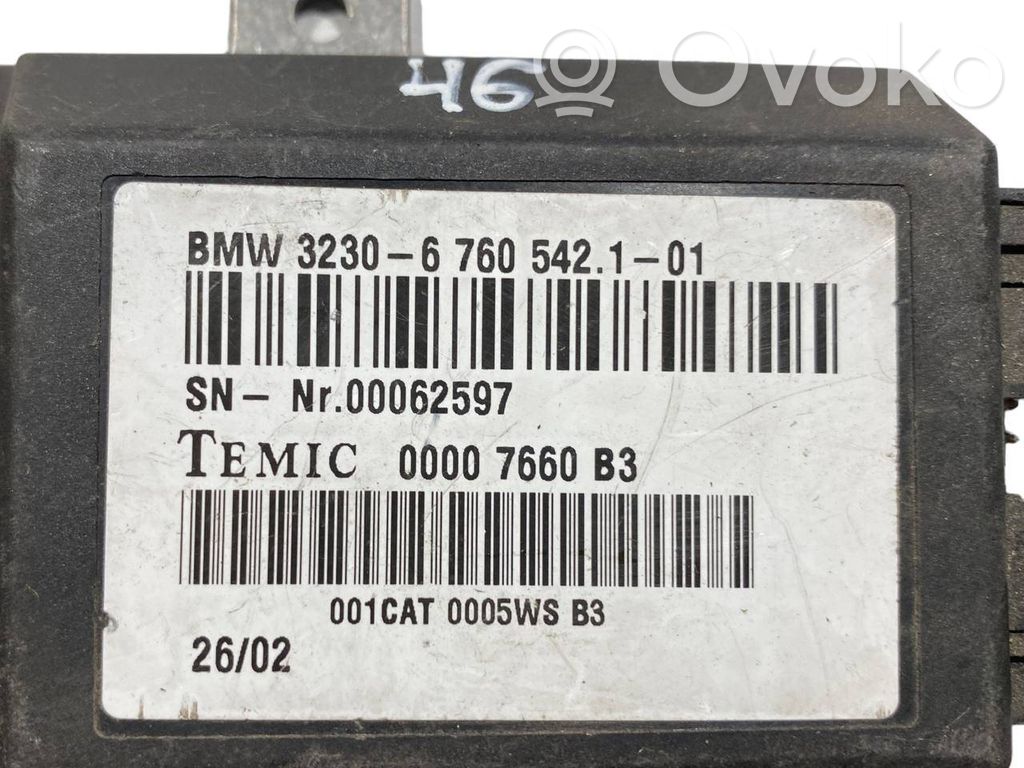 46
Ovoko
BMW 3230-6 760 542.1-01
SN- Nr.00062597
TEMIC 0000 7660 B3
001CAT 0005WS B3
26/02